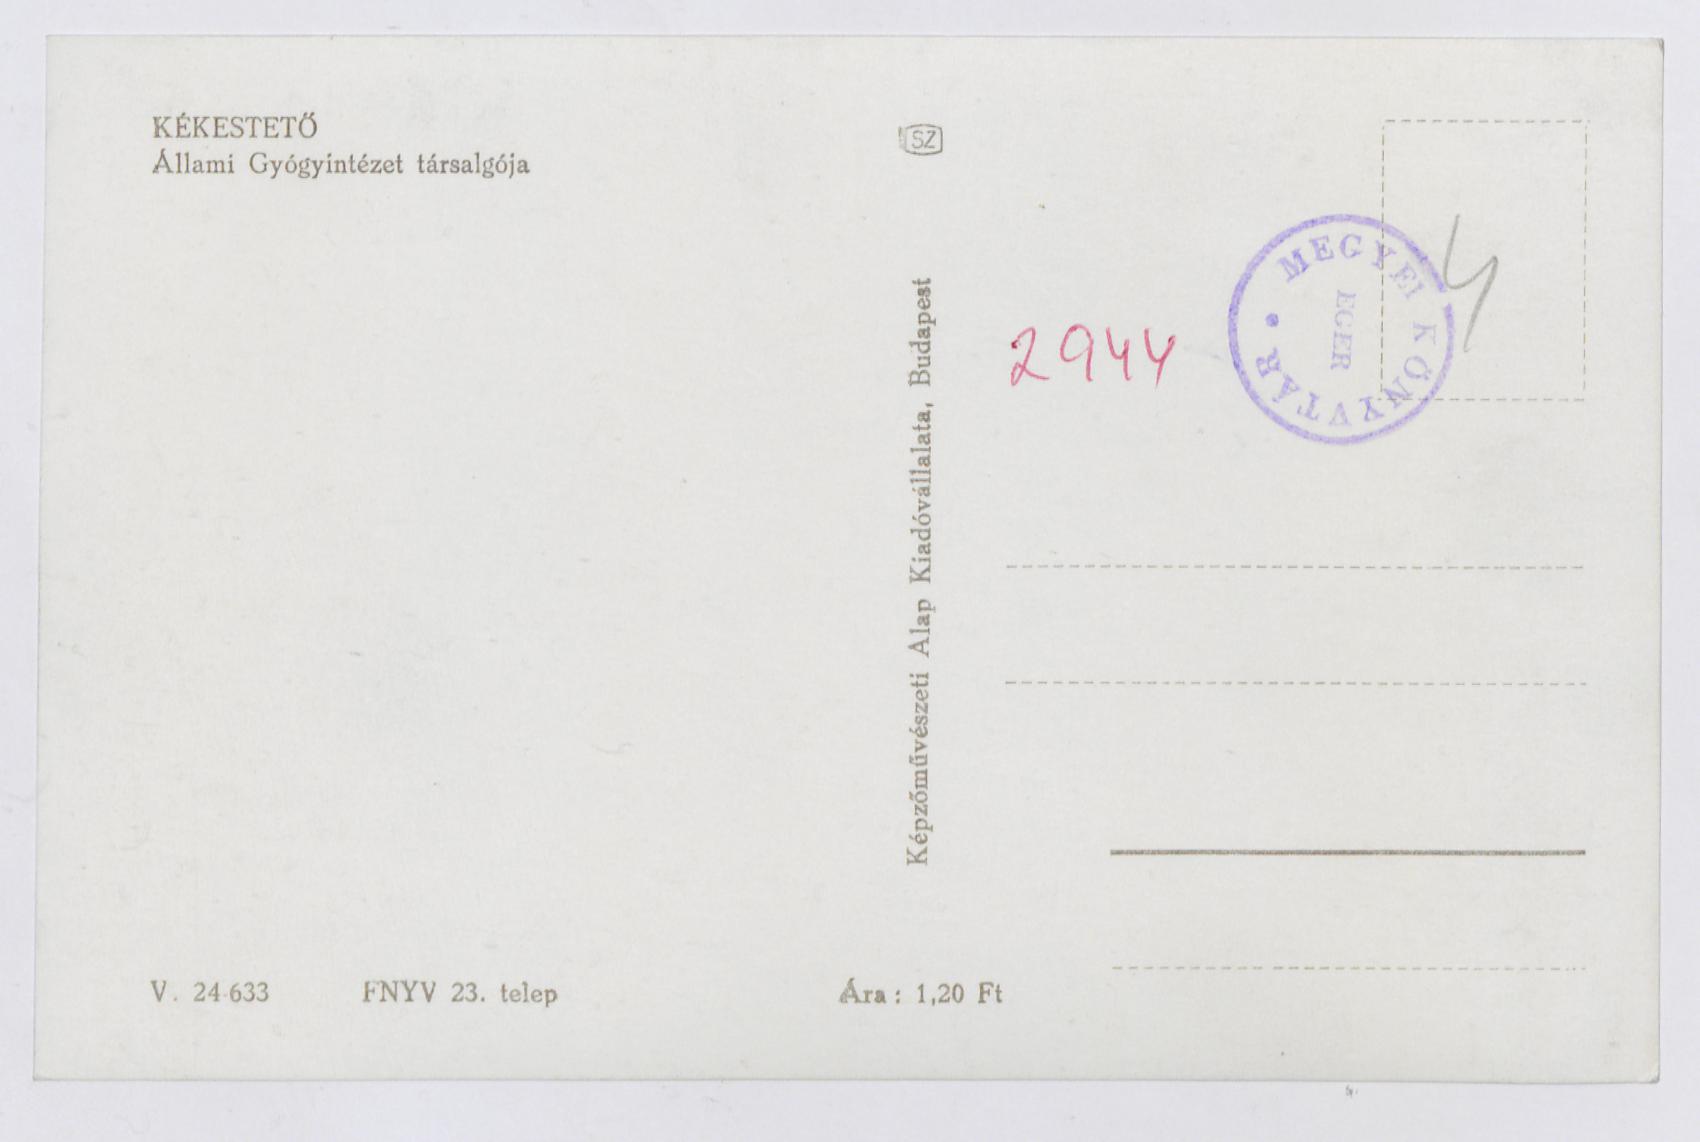 KÉKESTETŐ
Állami Gyógyintézet társalgója
SZ
Képzőművészeti Alap Kiadóvállalata, Budapest
2944
4
MEGYEI KÖNYVTÁR •
EGER
V. 24-633 FNYV 23. telep Ára: 1,20 Ft